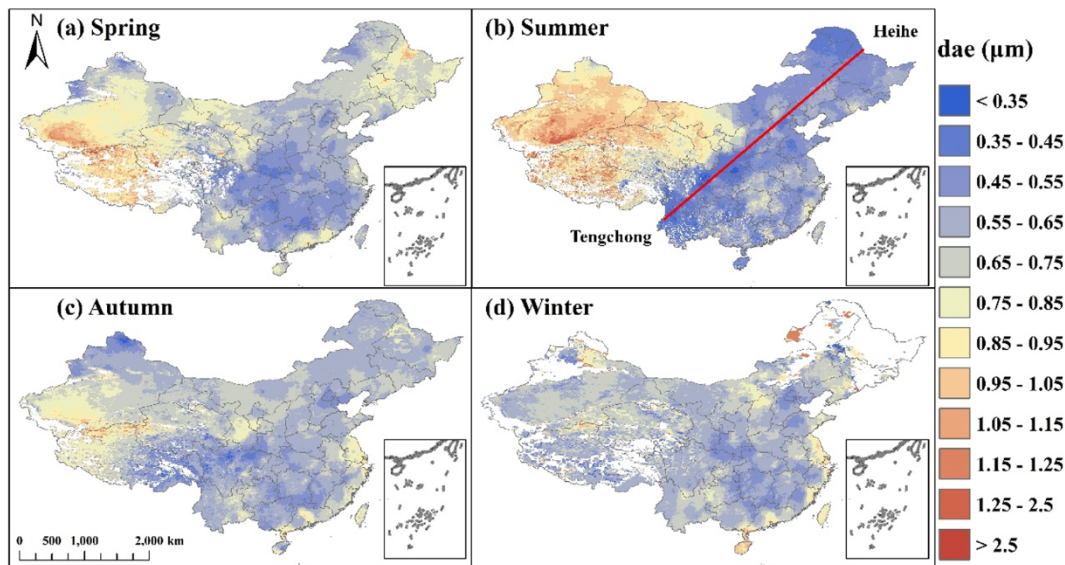 N
(a) Spring
(b) Summer
Heihe
Tengchong
(c) Autumn
0 500 1,000 2,000 km
(d) Winter
dae (μm)
< 0.35
0.35 - 0.45
0.45 - 0.55
0.55 - 0.65
0.65 - 0.75
0.75 - 0.85
0.85 - 0.95
0.95 - 1.05
1.05 - 1.15
1.15 - 1.25
1.25 - 2.5
> 2.5